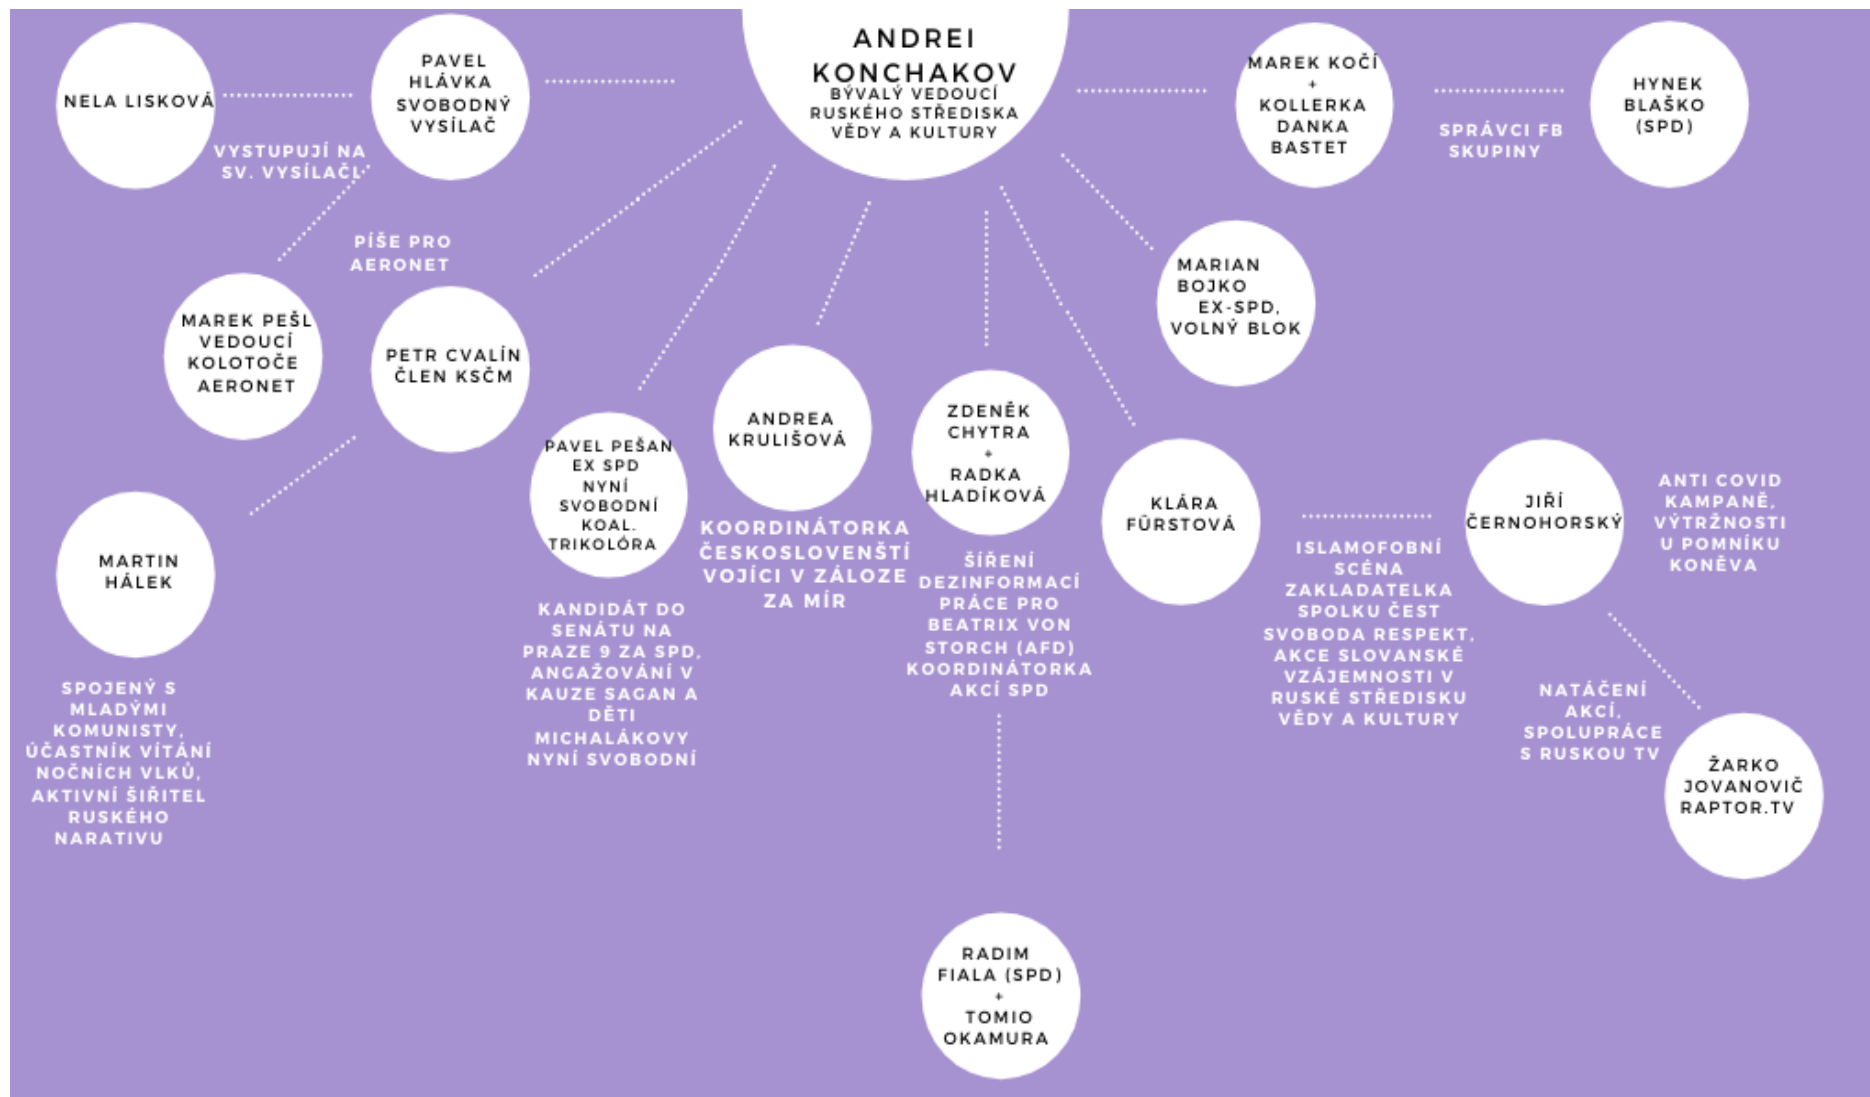 ANDREI
KONCHAKOV
BÝVALÝ VEDOUCÍ
RUSKÉHO STŘEDISKA
VĚDY A KULTURY
NELA LISKOVÁ
PAVEL
HLÁVKA
SVOBODNÝ
VYSÍLAČ
VYSTUPUJÍ NA
SV. VYSÍLAČI
MAREK KOČÍ
+
KOLLERKA
DANKA
BASTET
SPRÁVCI FB
SKUPINY
HYNEK
BLAŠKO
(SPD)
PÍŠE PRO
AERONET
MAREK PEŠL
VEDOUCÍ
KOLOTOČE
AERONET
PETR CVALÍN
ČLEN KSČM
MARIAN
BOJKO
EX-SPD,
VOLNÝ BLOK
PAVEL PEŠAN
EX SPD
NYNÍ
SVOBODNÍ
KOAL.
TRIKOLÓRA
KANDIDÁT DO
SENÁTU NA
PRAZE 9 ZA SPD,
ANGAŽOVÁNÍ V
KAUZE SAGAN A
DĚTI
MICHALÁKOVY
NYNÍ SVOBODNÍ
ANDREA
KRULIŠOVÁ
KOORDINÁTORKA
ČESKOSLOVENŠTÍ
VOJÍCI V ZÁLOZE
ZA MÍR
ZDENĚK
CHYTRA
+
RADKA
HLADÍKOVÁ
ŠÍŘENÍ
DEZINFORMACÍ
PRÁCE PRO
BEATRIX VON
STORCH (AFD)
KOORDINÁTORKA
AKCÍ SPD
KLÁRA
FÜRSTOVÁ
ISLAMOFOBNÍ
SCÉNA
ZAKLADATELKA
SPOLKU ČEST
SVOBODA RESPEKT,
AKCE SLOVANSKÉ
VZÁJEMNOSTI V
RUSKÉ STŘEDISKU
VĚDY A KULTURY
JIŘÍ
ČERNOHORSKÝ
ANTI COVID
KAMPANĚ,
VÝTRŽNOSTI
U POMNÍKU
KONĚVA
NATÁČENÍ
AKCÍ,
SPOLUPRÁCE
S RUSKOU TV
ŽARKO
JOVANOVIČ
RAPTOR.TV
MARTIN
HÁLEK
SPOJENÝ S
MLADÝMI
KOMUNISTY,
ÚČASTNÍK VÍTÁNÍ
NOČNÍCH VLKŮ,
AKTIVNÍ ŠIŘITEL
RUSKÉHO
NARATIVU
RADIM
FIALA (SPD)
+
TOMIO
OKAMURA